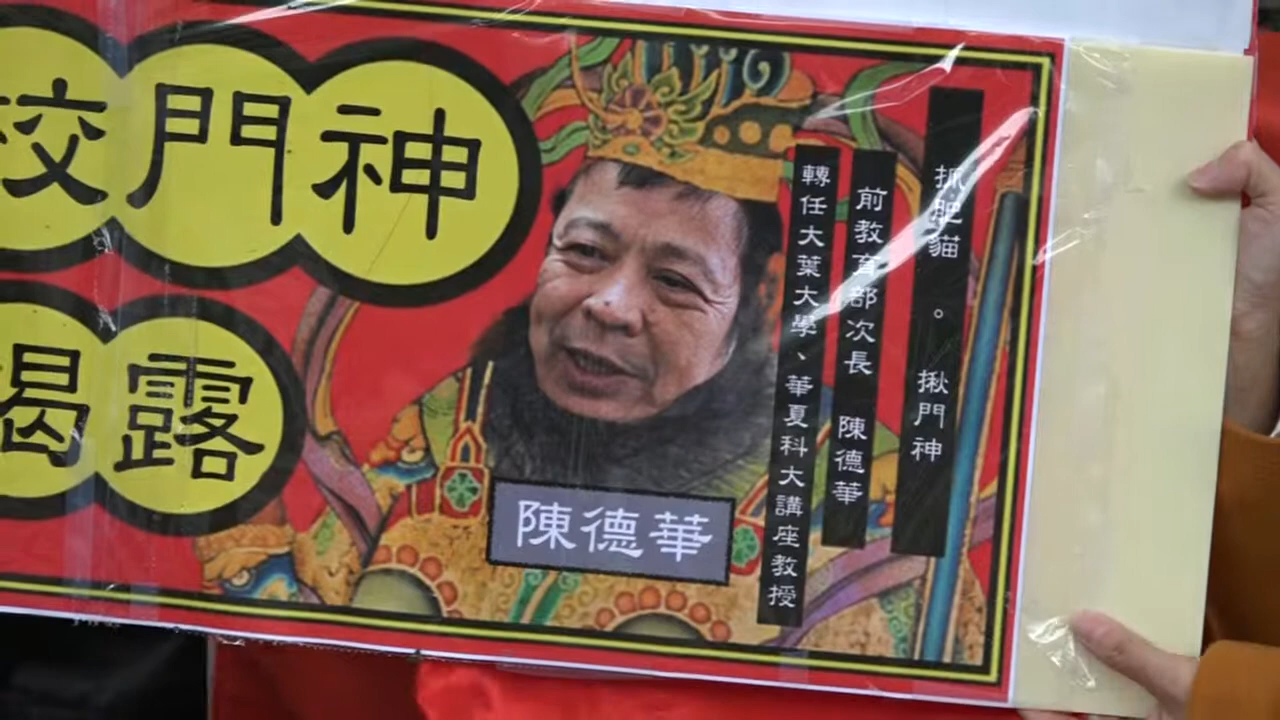 校門神
揭露
抓肥貓。揪門神
前教育部次長 陳德華
轉任大葉大學、華夏科大講座教授
陳德華